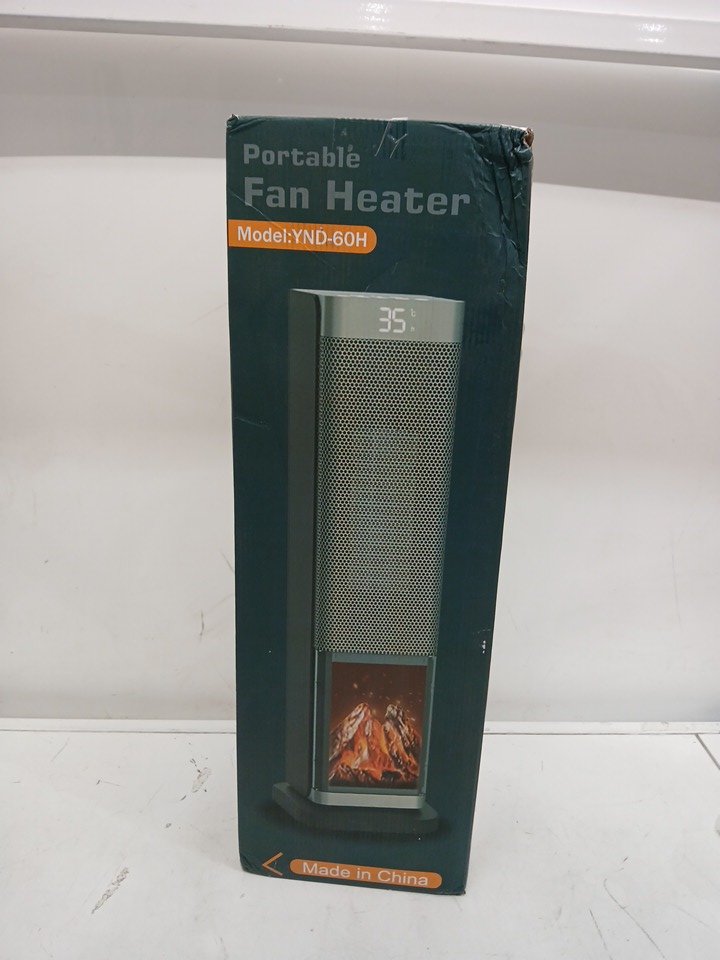 Portable
Fan Heater
Model:YND-60H
35 °C
h
Made in China